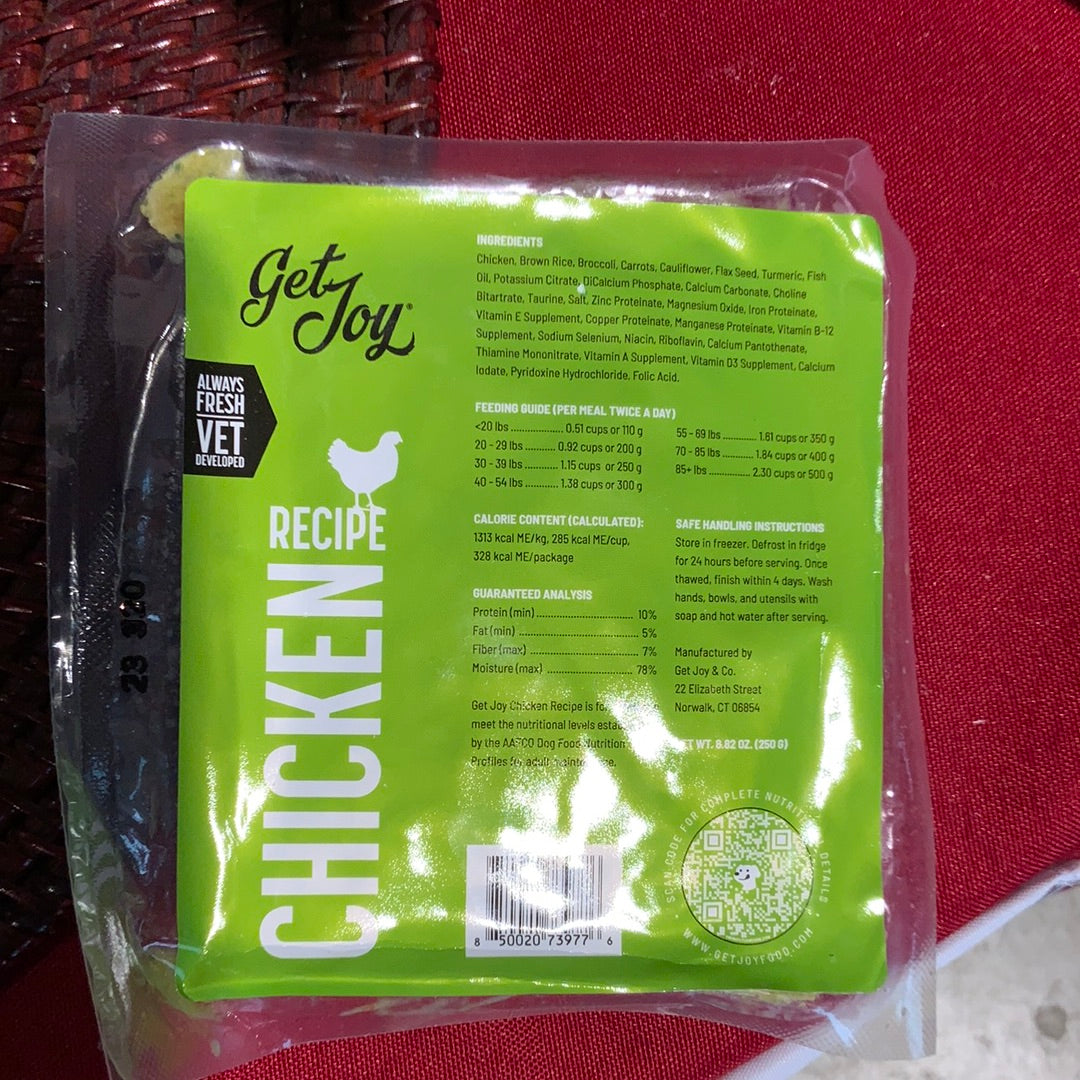 Get Joy®
ALWAYS
FRESH
VET
DEVELOPED
CHICKEN
RECIPE
INGREDIENTS
Chicken, Brown Rice, Broccoli, Carrots, Cauliflower, Flax Seed, Turmeric, Fish
Oil, Potassium Citrate, DiCalcium Phosphate, Calcium Carbonate, Choline
Bitartrate, Taurine, Salt, Zinc Proteinate, Magnesium Oxide, Iron Proteinate,
Vitamin E Supplement, Copper Proteinate, Manganese Proteinate, Vitamin B-12
Supplement, Sodium Selenium, Niacin, Riboflavin, Calcium Pantothenate,
Thiamine Mononitrate, Vitamin A Supplement, Vitamin D3 Supplement, Calcium
Iodate, Pyridoxine Hydrochloride, Folic Acid.
FEEDING GUIDE (PER MEAL TWICE A DAY)
<20 lbs ................. 0.51 cups or 110 g
20 - 29 lbs .......... 0.92 cups or 200 g
30 - 39 lbs .......... 1.15 cups or 250 g
40 - 54 lbs .......... 1.38 cups or 300 g
55 - 69 lbs ........... 1.61 cups or 350 g
70 - 85 lbs .......... 1.84 cups or 400 g
85+ lbs ................ 2.30 cups or 500 g
CALORIE CONTENT (CALCULATED):
1313 kcal ME/kg, 285 kcal ME/cup,
328 kcal ME/package
GUARANTEED ANALYSIS
Protein (min) .............................. 10%
Fat (min) .................................... 5%
Fiber (max) ................................. 7%
Moisture (max) ........................ 78%
Get Joy Chicken Recipe is
meet the nutritional levels
by the AAFCO Dog Food Nutrition
Profiles for adult
SAFE HANDLING INSTRUCTIONS
Store in freezer. Defrost in fridge
for 24 hours before serving. Once
thawed, finish within 4 days. Wash
hands, bowls, and utensils with
soap and hot water after serving.
Manufactured by
Get Joy & Co.
22 Elizabeth Street
Norwalk, CT 06854
WT. 8.82 OZ. (250 G)
SCAN CODE FOR COMPLETE NUTRITION DETAILS
WWW.GETJOYFOOD.COM
8 50020 73977 6